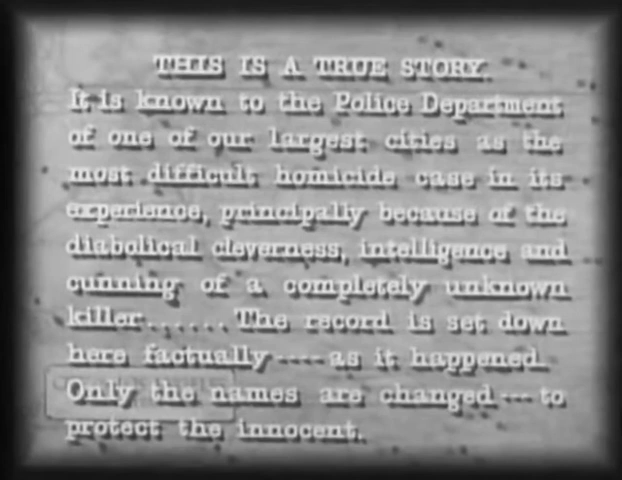 THIS IS A TRUE STORY.
It is known to the Police Department
of one of our largest cities as the
most difficult homicide case in its
experience, principally because of the
diabolical cleverness, intelligence and
cunning of a completely unknown
killer......The record is set down
here factually----as it happened.
Only the names are changed---to
protect the innocent.